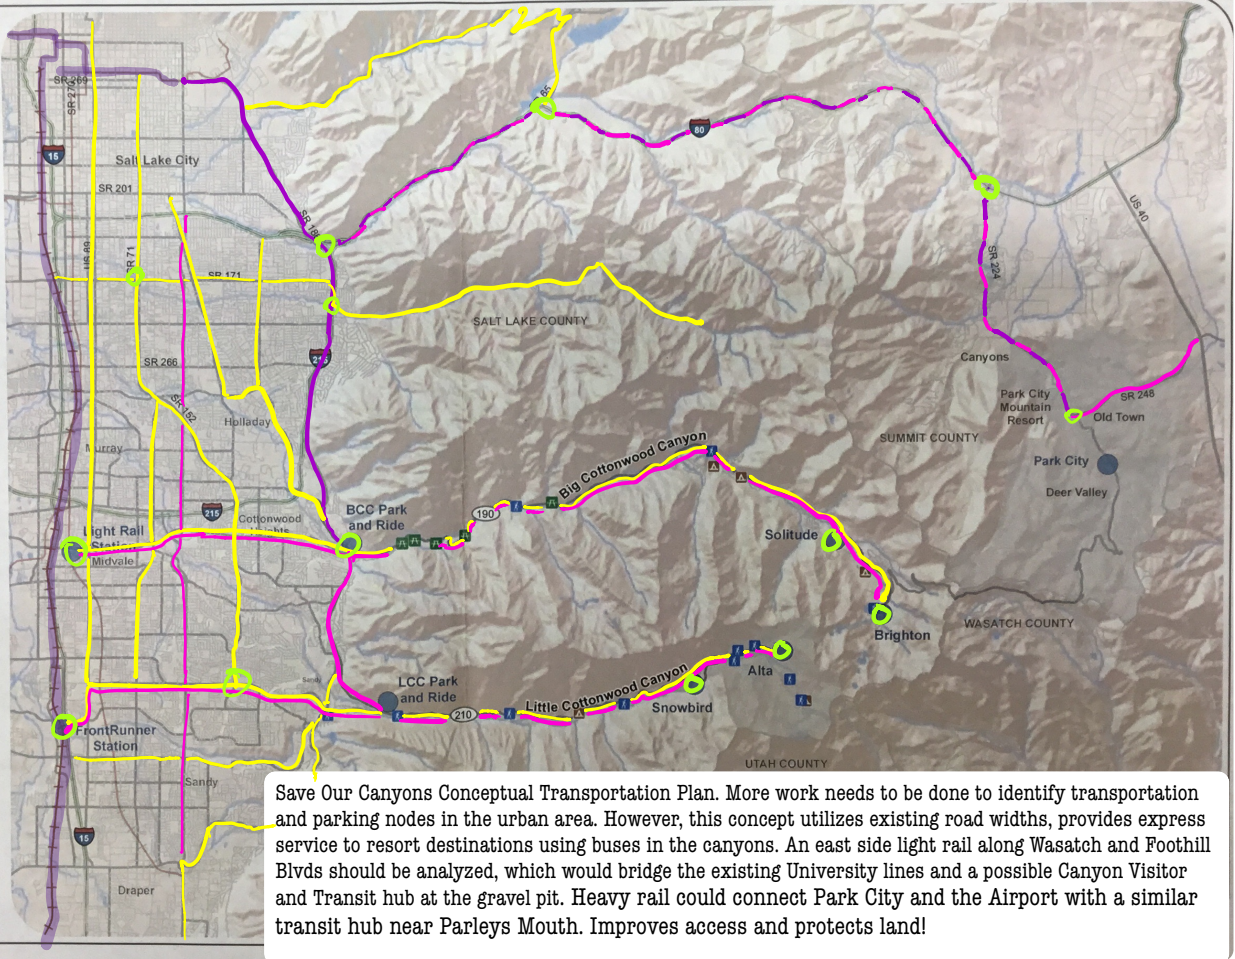 65
SR 269
SR 270
80
15
Salt Lake City
SR 201
SR 186
US 40
US 89
SR 71
SR 171
SR 224
SALT LAKE COUNTY
SR 266
Canyons
Park City
Mountain
Resort
SR 248
Old Town
SR 152
Holladay
SUMMIT COUNTY
Murray
Big Cottonwood Canyon
Park City
Deer Valley
215
Cottonwood
Heights
BCC Park
and Ride
190
Light Rail
Station
Midvale
Solitude
Brighton
WASATCH COUNTY
Alta
LCC Park
and Ride
Sandy
Little Cottonwood Canyon
210
Snowbird
FrontRunner
Station
UTAH COUNTY
Sandy
15
Draper
Save Our Canyons Conceptual Transportation Plan. More work needs to be done to identify transportation
and parking nodes in the urban area. However, this concept utilizes existing road widths, provides express
service to resort destinations using buses in the canyons. An east side light rail along Wasatch and Foothill
Blvds should be analyzed, which would bridge the existing University lines and a possible Canyon Visitor
and Transit hub at the gravel pit. Heavy rail could connect Park City and the Airport with a similar
transit hub near Parleys Mouth. Improves access and protects land!